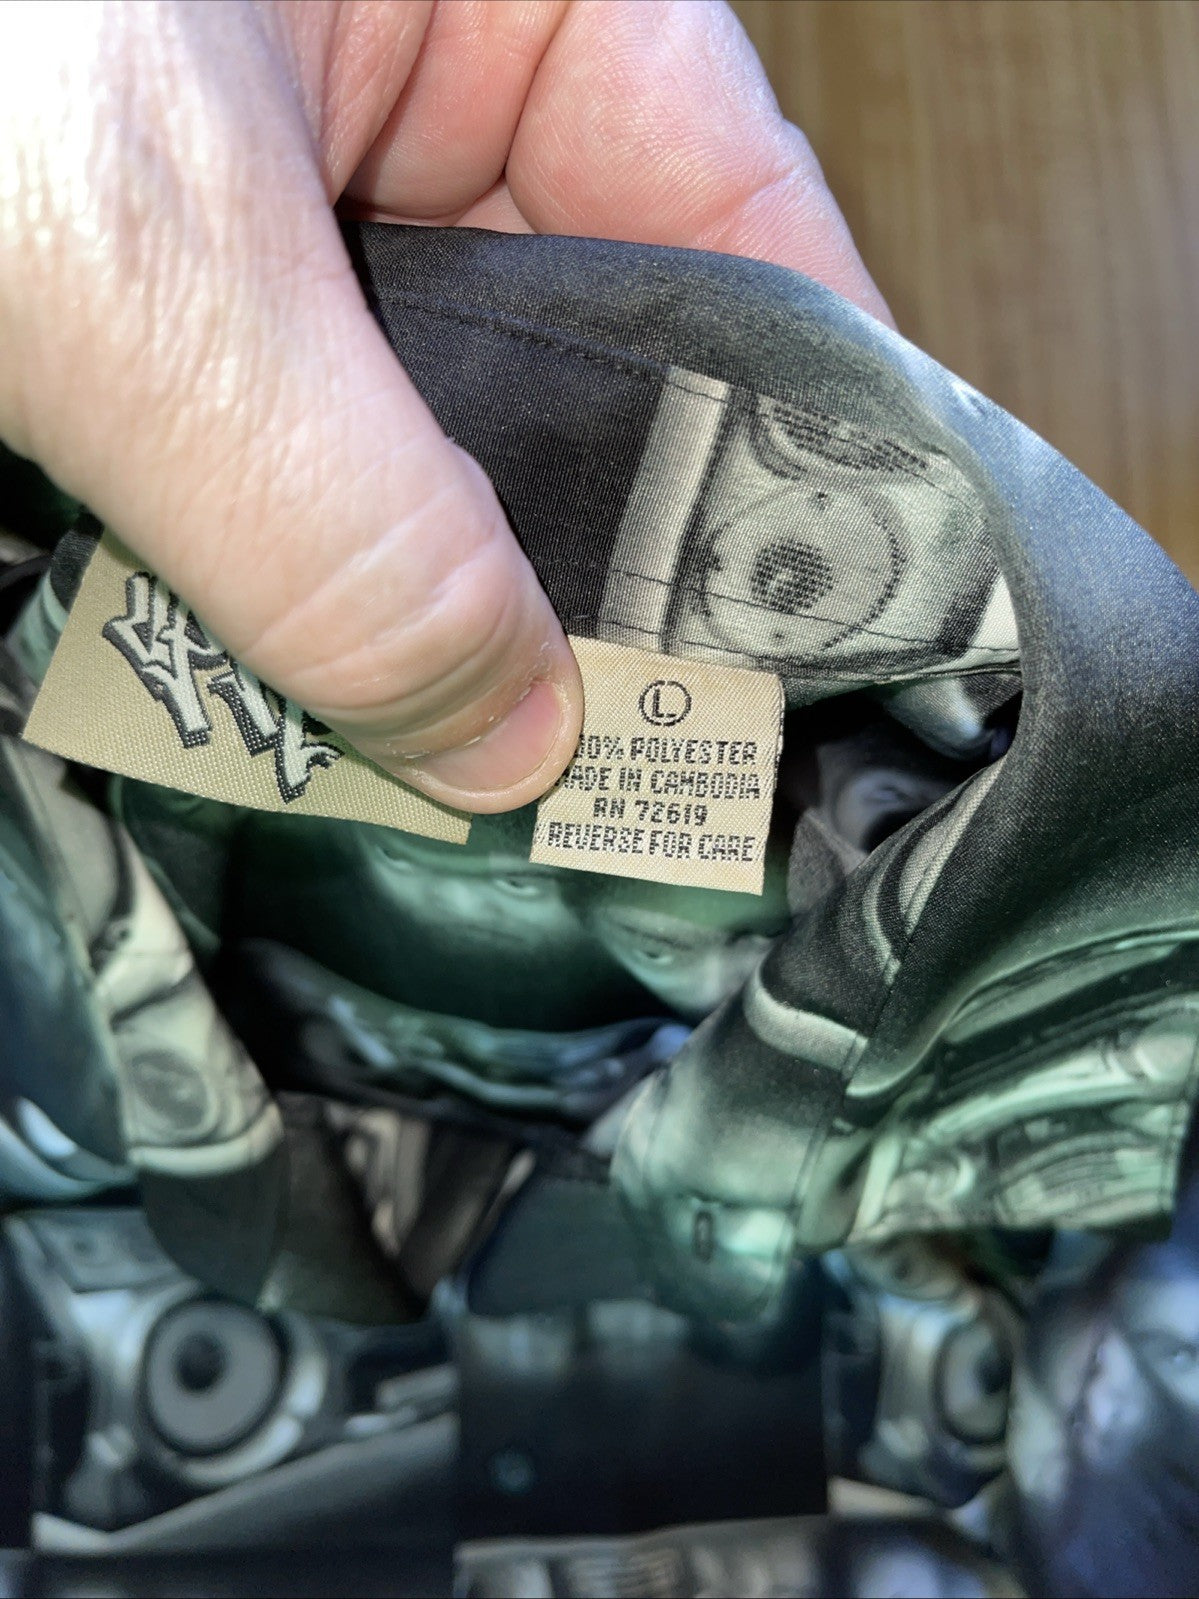 L
00% POLYESTER
MADE IN CAMBODIA
RN 72619
REVERSE FOR CARE